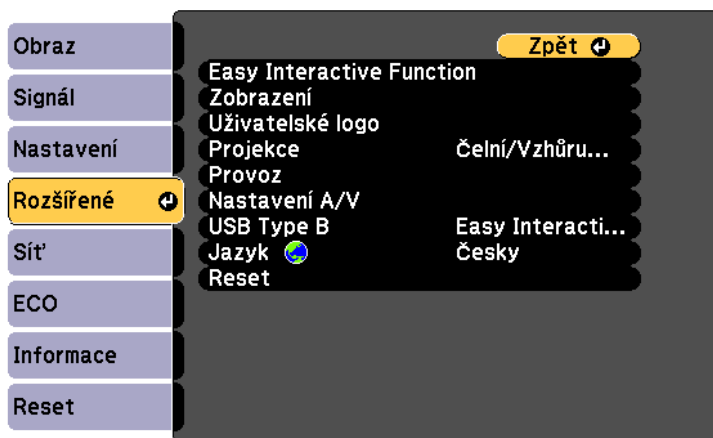 Obraz
Signál
Nastavení
Rozšířené
Síť
ECO
Informace
Reset
Zpět
Easy Interactive Function
Zobrazení
Uživatelské logo
Projekce Čelní/Vzhůru...
Provoz
Nastavení A/V
USB Type B Easy Interacti...
Jazyk Česky
Reset